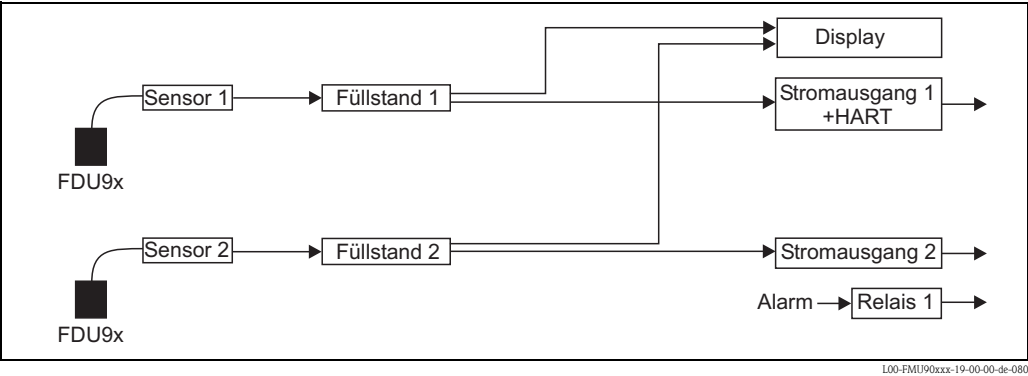 Display
Sensor 1
Füllstand 1
Stromausgang 1
+HART
FDU9x
Sensor 2
Füllstand 2
Stromausgang 2
Alarm
Relais 1
FDU9x
L00-FMU90xxx-19-00-00-de-080